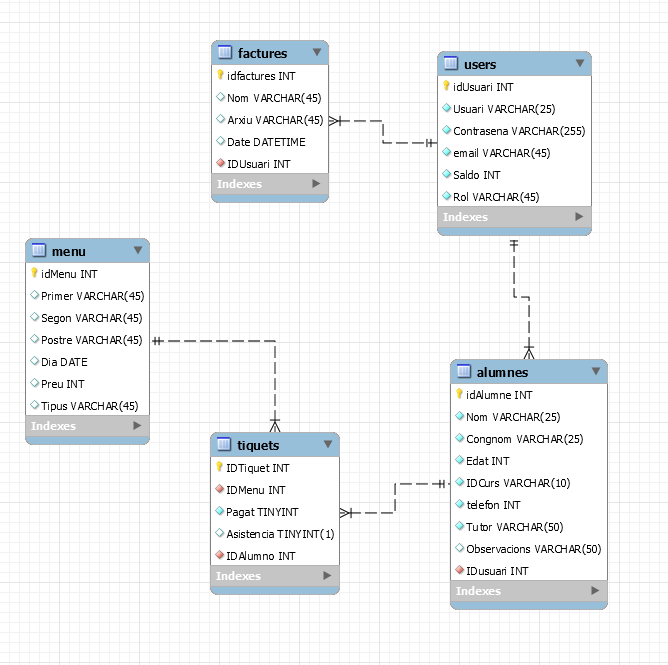 factures
idfactures INT
Nom VARCHAR(45)
Arxiu VARCHAR(45)
Date DATETIME
IDUsuari INT
Indexes
users
idUsuari INT
Usuari VARCHAR(25)
Contrasena VARCHAR(255)
email VARCHAR(45)
Saldo INT
Rol VARCHAR(45)
Indexes
menu
idMenu INT
Primer VARCHAR(45)
Segon VARCHAR(45)
Postre VARCHAR(45)
Dia DATE
Preu INT
Tipus VARCHAR(45)
Indexes
tiquets
IDTiquet INT
IDMenu INT
Pagat TINYINT
Asistencia TINYINT(1)
IDAlumno INT
Indexes
alumnes
idAlumne INT
Nom VARCHAR(25)
Congnom VARCHAR(25)
Edat INT
IDCurs VARCHAR(10)
telefon INT
Tutor VARCHAR(50)
Observacions VARCHAR(50)
IDusuari INT
Indexes